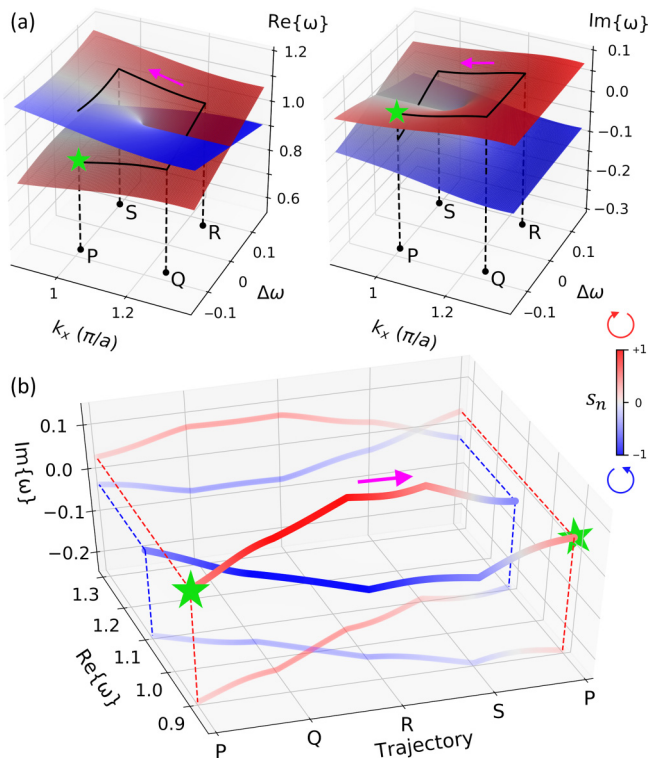 (a)
Re{ω}
1.2
1.0
0.8
0.6
P
Q
R
S
1
1.2
k_x (π/a)
-0.1
0
0.1
Δω
Im{ω}
0.1
0.0
-0.1
-0.2
-0.3
P
Q
R
S
1
1.2
k_x (π/a)
-0.1
0
0.1
Δω
(b)
Im{ω}
0.1
0.0
−0.1
−0.2
1.3
1.2
1.1
1.0
0.9
Re{ω}
P
Q
R
S
P
Trajectory
S_n
+1
0
−1